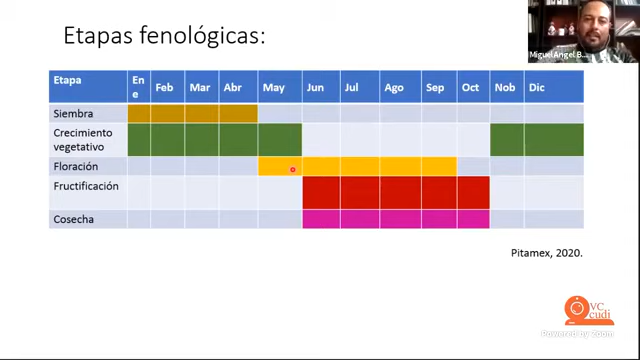 Etapas fenológicas:
Miguel Angel B...
Etapa
En
e
Feb
Mar
Abr
May
Jun
Jul
Ago
Sep
Oct
Nob
Dic
Siembra
Crecimiento
vegetativo
Floración
Fructificación
Cosecha
Pitamex, 2020.
VC
cudi
Powered by Zoom